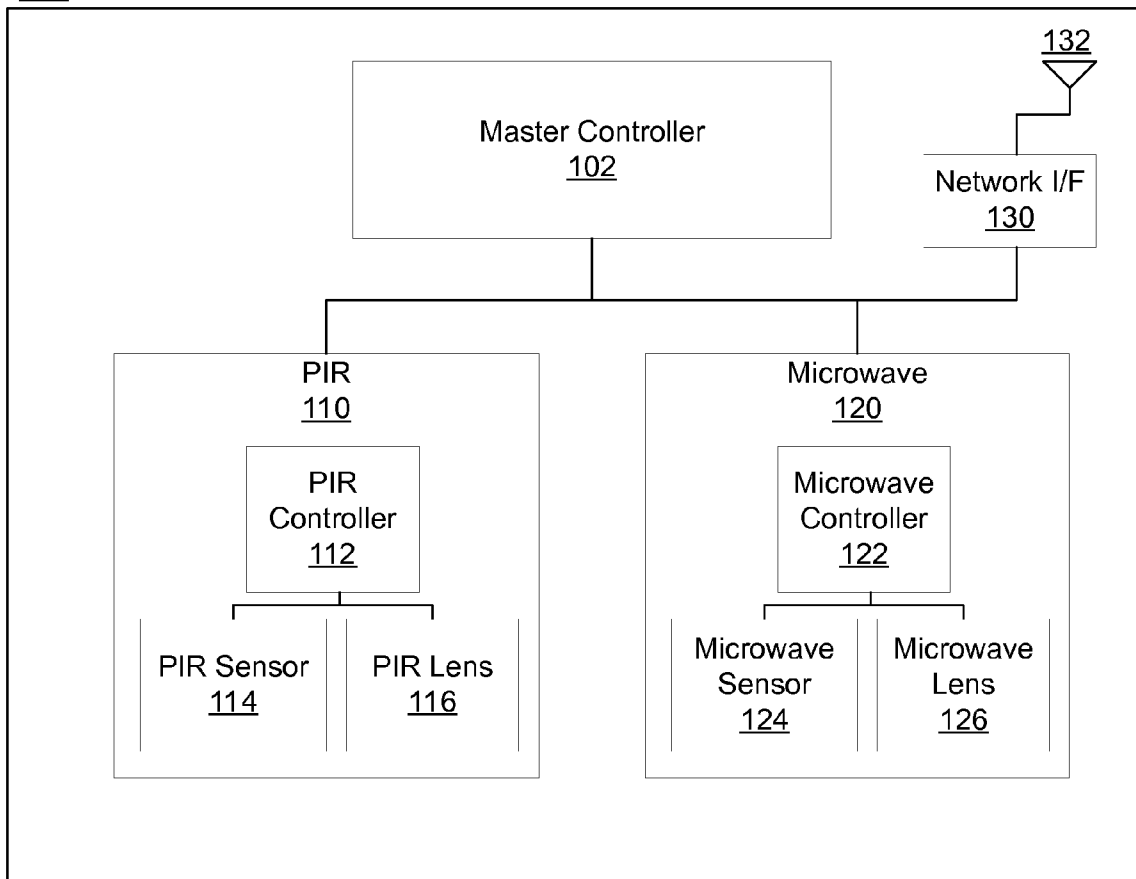 132
Master Controller
102
Network I/F
130
PIR
110
Microwave
120
PIR
Controller
112
Microwave
Controller
122
PIR Sensor
114
PIR Lens
116
Microwave
Sensor
124
Microwave
Lens
126